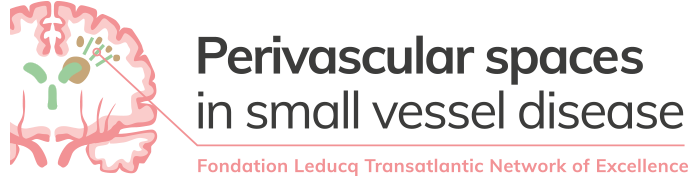 Perivascular spaces
in small vessel disease
Fondation Leducq Transatlantic Network of Excellence